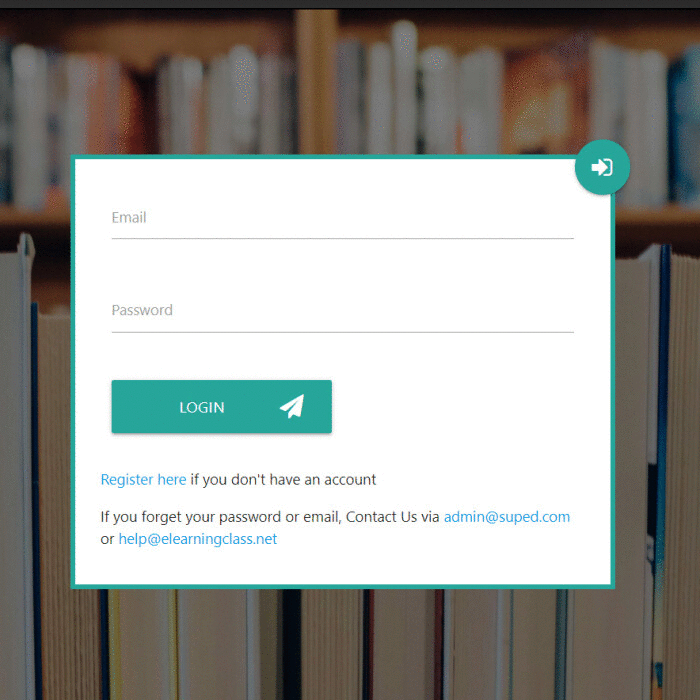 Email
Password
LOGIN
Register here if you don't have an account
If you forget your password or email, Contact Us via admin@suped.com
or help@elearningclass.net